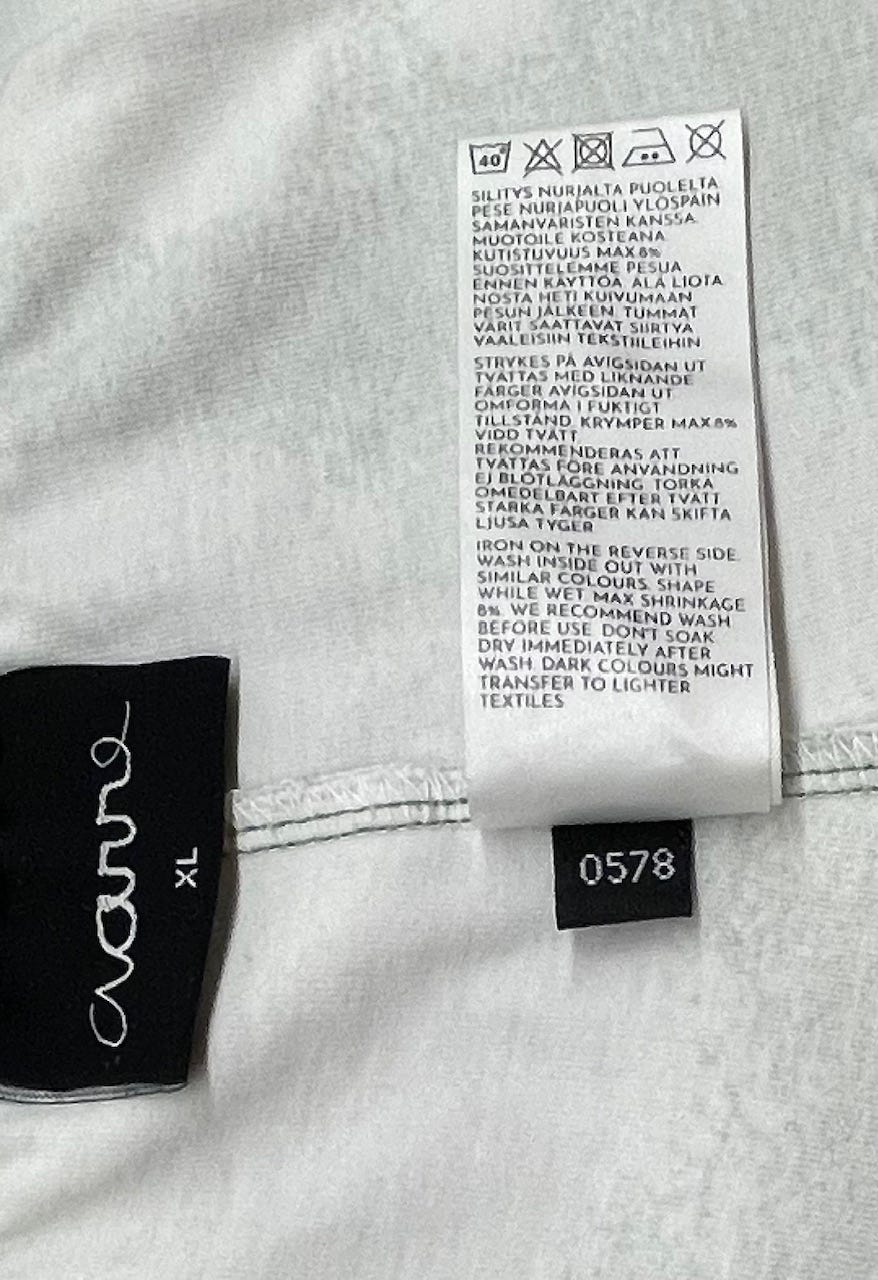 40°
SILITYS NURJALTA PUOLELTA
PESE NURJAPUOLI YLÖSPÄIN
SAMANVÄRISTEN KANSSA.
MUOTOILE KOSTEANA.
KUTISTUVUUS MAX 8%
SUOSITTELEMME PESUA
ENNEN KÄYTTÖÄ. ÄLÄ LIOTA.
NOSTA HETI KUIVUMAAN
PESUN JÄLKEEN. TUMMAT
VÄRIT SAATTAVAT SIIRTYÄ
VAALEISIIN TEKSTIILEIHIN
STRYKES PÅ AVIGSIDAN UT
TVÄTTAS MED LIKNANDE
FÄRGER AVIGSIDAN UT
OMFORMA I FUKTIGT
TILLSTÅND. KRYMPER MAX 8%
VIDD TVÄTT
REKOMMENDERAS ATT
TVÄTTAS FÖRE ANVÄNDNING
EJ BLÖTLÄGGNING TORKA
OMEDELBART EFTER TVÄTT
STARKA FÄRGER KAN SKIFTA
LJUSA TYGER
IRON ON THE REVERSE SIDE.
WASH INSIDE OUT WITH
SIMILAR COLOURS. SHAPE
WHILE WET MAX SHRINKAGE
8%. WE RECOMMEND WASH
BEFORE USE. DON'T SOAK
DRY IMMEDIATELY AFTER
WASH. DARK COLOURS MIGHT
TRANSFER TO LIGHTER
TEXTILES
XL
0578